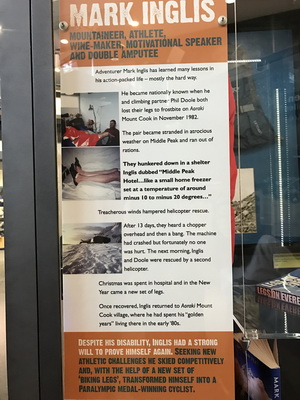 MARK INGLIS
MOUNTAINEER, ATHLETE,
WINE-MAKER, MOTIVATIONAL SPEAKER
AND DOUBLE AMPUTEE
Adventurer Mark Inglis has learned many lessons in
his action-packed life – mostly the hard way.
He became nationally known when he
and climbing partner Phil Doole both
lost their legs to frostbite on Aoraki
Mount Cook in November 1982.
The pair became stranded in atrocious
weather on Middle Peak and ran out of
rations.
They hunkered down in a shelter
Inglis dubbed "Middle Peak
Hotel...like a small home freezer
set at a temperature of around
minus 10 to minus 20 degrees..."
Treacherous winds hampered helicopter rescue.
After 13 days, they heard a chopper
overhead and then a bang. The machine
had crashed but fortunately no one
was hurt. The next morning, Inglis
and Doole were rescued by a second
helicopter.
Christmas was spent in hospital and in the New
Year came a new set of legs.
Once recovered, Inglis returned to Aoraki Mount
Cook village, where he had spent his "golden
years" living there in the early '80s.
DESPITE HIS DISABILITY, INGLIS HAD A STRONG
WILL TO PROVE HIMSELF AGAIN. SEEKING NEW
ATHLETIC CHALLENGES HE SKIED COMPETITIVELY
AND, WITH THE HELP OF A NEW SET OF
'BIKING LEGS', TRANSFORMED HIMSELF INTO A
PARALYMPIC MEDAL-WINNING CYCLIST.
LEGS ON EVEREST